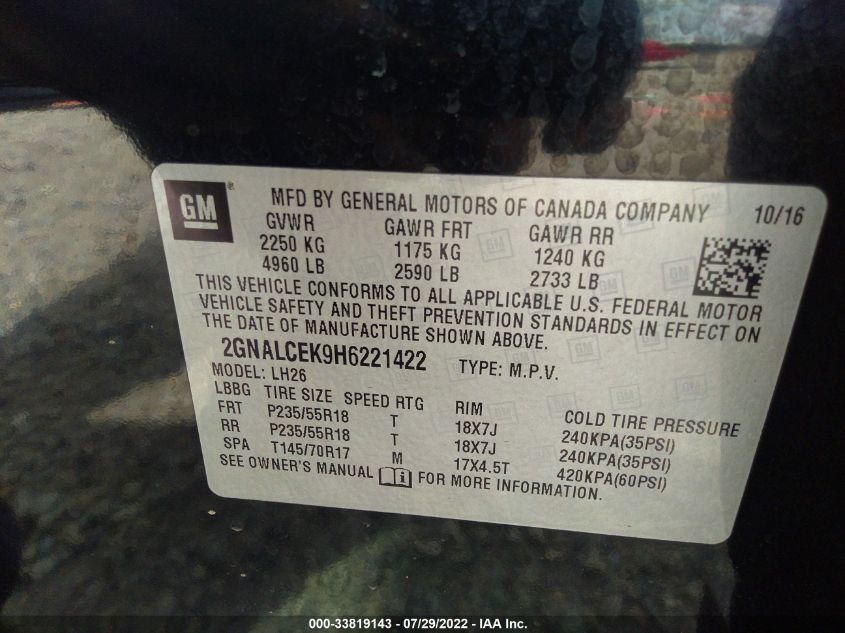 GM ® MFD BY GENERAL MOTORS OF CANADA COMPANY 10/16
GVWR GAWR FRT GAWR RR
2250 KG 1175 KG 1240 KG
4960 LB 2590 LB 2733 LB
THIS VEHICLE CONFORMS TO ALL APPLICABLE U.S. FEDERAL MOTOR
VEHICLE SAFETY AND THEFT PREVENTION STANDARDS IN EFFECT ON
THE DATE OF MANUFACTURE SHOWN ABOVE.
2GNALCEK9H6221422 TYPE: M.P.V.
MODEL: LH26
LBBG TIRE SIZE SPEED RTG RIM COLD TIRE PRESSURE
FRT P235/55R18 T 18X7J 240KPA(35PSI)
RR P235/55R18 T 18X7J 240KPA(35PSI)
SPA T145/70R17 M 17X4.5T 420KPA(60PSI)
SEE OWNER'S MANUAL i FOR MORE INFORMATION.
000-33819143 - 07/29/2022 - IAA Inc.